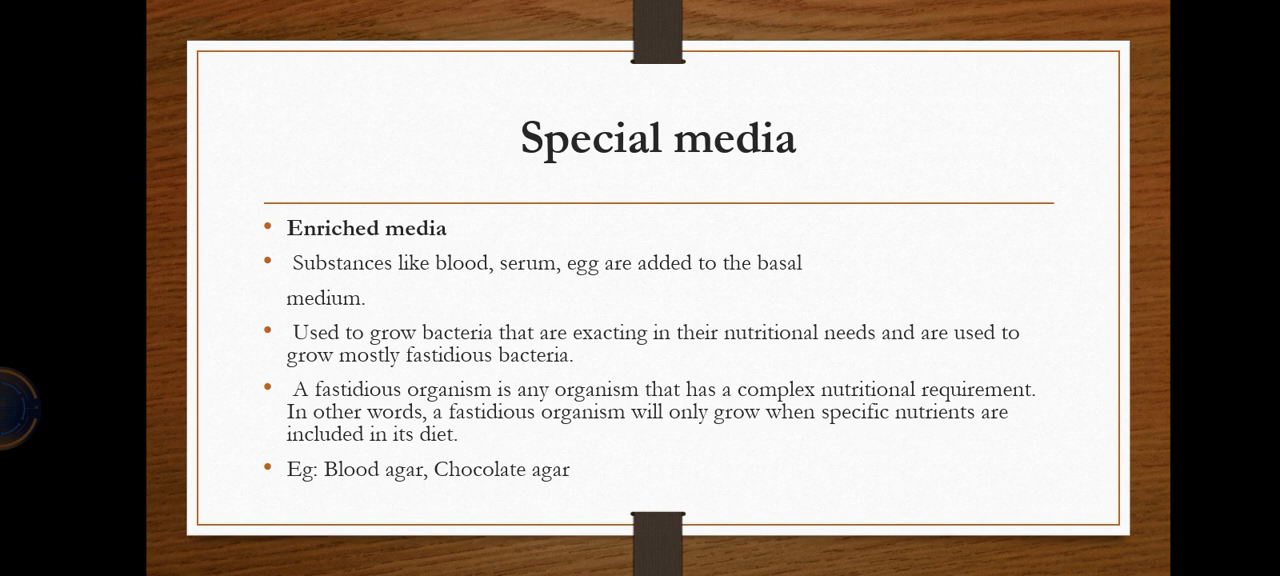 Special media
• Enriched media
• Substances like blood, serum, egg are added to the basal
medium.
• Used to grow bacteria that are exacting in their nutritional needs and are used to
grow mostly fastidious bacteria.
• A fastidious organism is any organism that has a complex nutritional requirement.
In other words, a fastidious organism will only grow when specific nutrients are
included in its diet.
• Eg: Blood agar, Chocolate agar